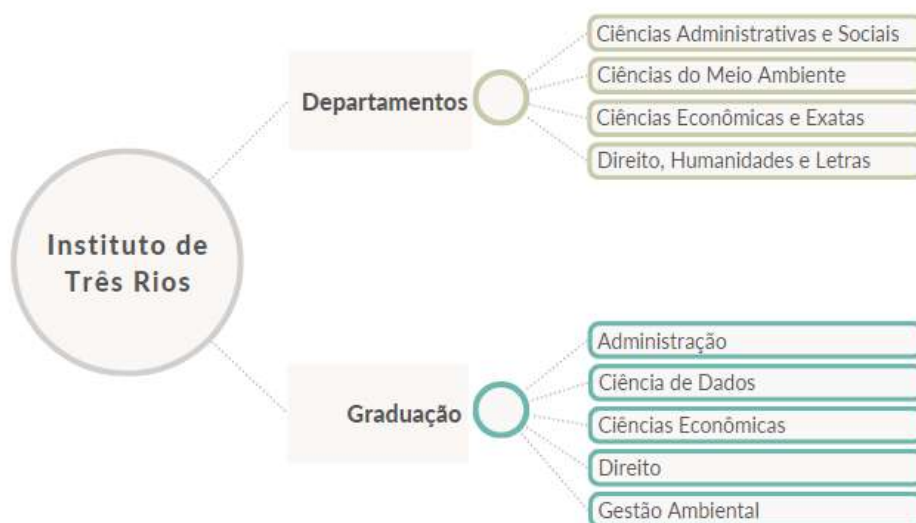 Instituto de
Três Rios
Departamentos
Ciências Administrativas e Sociais
Ciências do Meio Ambiente
Ciências Econômicas e Exatas
Direito, Humanidades e Letras
Graduação
Administração
Ciência de Dados
Ciências Econômicas
Direito
Gestão Ambiental